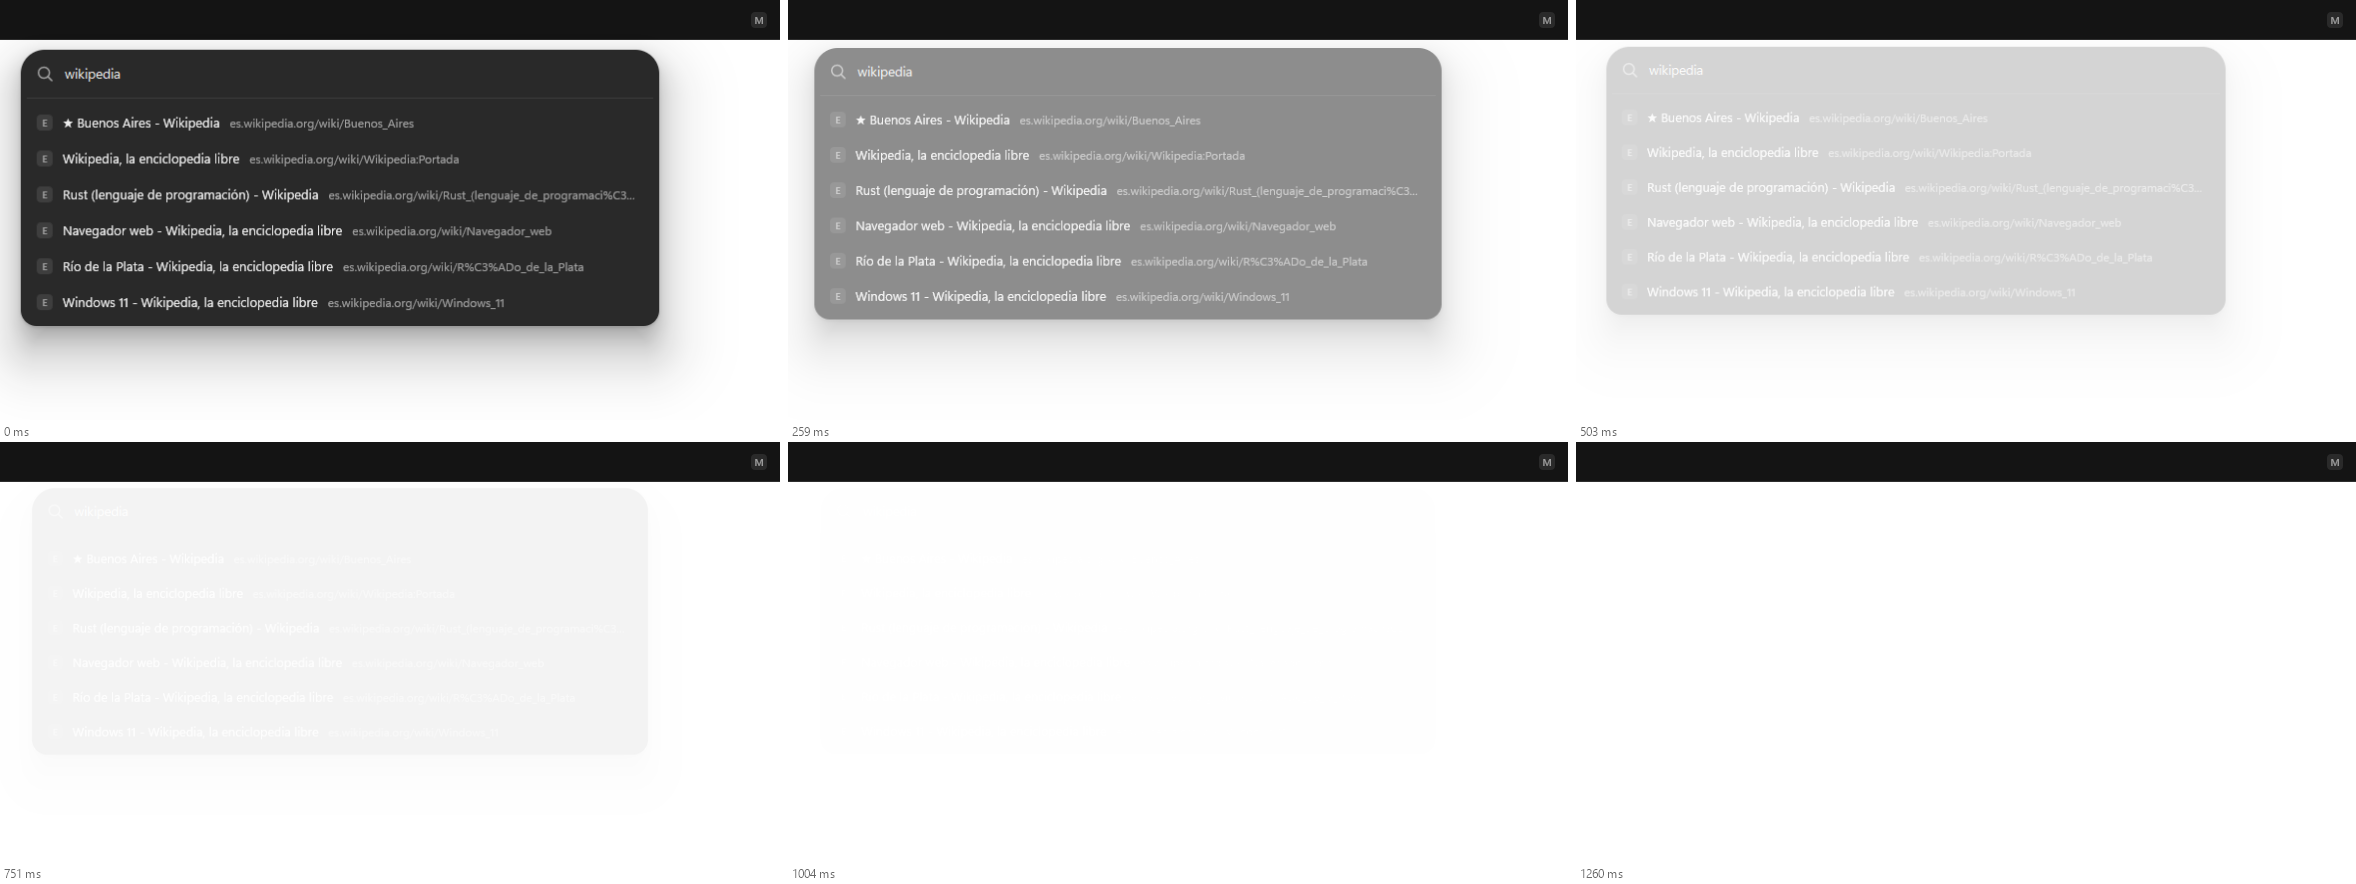 M
wikipedia
E ★ Buenos Aires - Wikipedia es.wikipedia.org/wiki/Buenos_Aires
E Wikipedia, la enciclopedia libre es.wikipedia.org/wiki/Wikipedia:Portada
E Rust (lenguaje de programación) - Wikipedia es.wikipedia.org/wiki/Rust_(lenguaje_de_programaci%C3...
E Navegador web - Wikipedia, la enciclopedia libre es.wikipedia.org/wiki/Navegador_web
E Río de la Plata - Wikipedia, la enciclopedia libre es.wikipedia.org/wiki/R%C3%ADo_de_la_Plata
E Windows 11 - Wikipedia, la enciclopedia libre es.wikipedia.org/wiki/Windows_11
0 ms
M
wikipedia
E ★ Buenos Aires - Wikipedia es.wikipedia.org/wiki/Buenos_Aires
E Wikipedia, la enciclopedia libre es.wikipedia.org/wiki/Wikipedia:Portada
E Rust (lenguaje de programación) - Wikipedia es.wikipedia.org/wiki/Rust_(lenguaje_de_programaci%C3...
E Navegador web - Wikipedia, la enciclopedia libre es.wikipedia.org/wiki/Navegador_web
E Río de la Plata - Wikipedia, la enciclopedia libre es.wikipedia.org/wiki/R%C3%ADo_de_la_Plata
E Windows 11 - Wikipedia, la enciclopedia libre es.wikipedia.org/wiki/Windows_11
259 ms
M
wikipedia
E ★ Buenos Aires - Wikipedia es.wikipedia.org/wiki/Buenos_Aires
E Wikipedia, la enciclopedia libre es.wikipedia.org/wiki/Wikipedia:Portada
E Rust (lenguaje de programación) - Wikipedia es.wikipedia.org/wiki/Rust_(lenguaje_de_programaci%C3...
E Navegador web - Wikipedia, la enciclopedia libre es.wikipedia.org/wiki/Navegador_web
E Río de la Plata - Wikipedia, la enciclopedia libre es.wikipedia.org/wiki/R%C3%ADo_de_la_Plata
E Windows 11 - Wikipedia, la enciclopedia libre es.wikipedia.org/wiki/Windows_11
503 ms
M
wikipedia
★ Buenos Aires - Wikipedia
Wikipedia, la enciclopedia libre
Rust (lenguaje de programación) - Wikipedia
Navegador web - Wikipedia, la enciclopedia libre
Río de la Plata - Wikipedia, la enciclopedia libre
Windows 11 - Wikipedia, la enciclopedia libre
751 ms
M
1004 ms
M
1260 ms